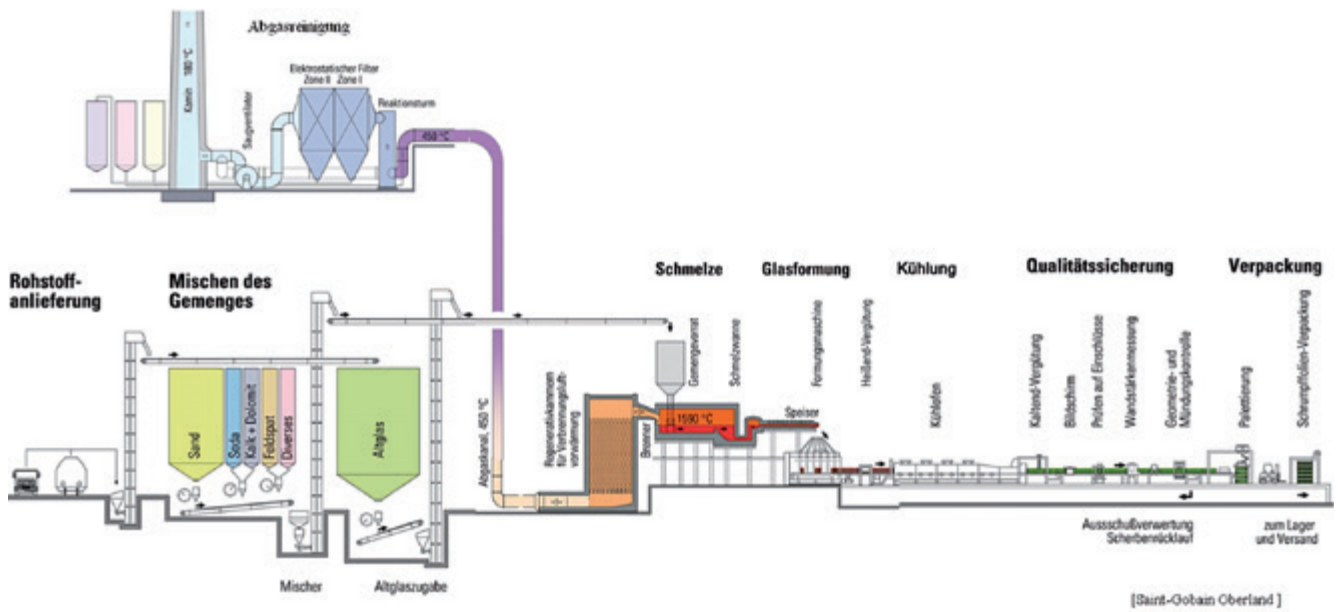 Abgasreinigung
Kamin 180 °C
Saugventilator
Elektrostatischer Filter
Zone II Zone I
Reaktionsturm
450 °C
Rohstoff-
anlieferung
Mischen des
Gemenges
Schmelze
Glasformung
Kühlung
Qualitätssicherung
Verpackung
Sand
Soda
Kalk + Dolomit
Feldspat
Diverses
Altglas
Abgaskanal, 450 °C
Regenerativkammern
für Verbrennungsluft-
vorwärmung
Brenner
Gemengevorrat
Schmelzwanne
1590 °C
Speiser
Formungsmaschine
Heißend-Vergütung
Kühlofen
Kaltend-Vergütung
Bildschirm
Prüfen auf Einschlüsse
Wandstärkenmessung
Geometrie- und
Mündungskontrolle
Palettierung
Schrumpffolien-Verpackung
Mischer
Altglaszugabe
Ausschußverwertung
Scherbenrücklauf
zum Lager
und Versand
[Saint-Gobain Oberland ]